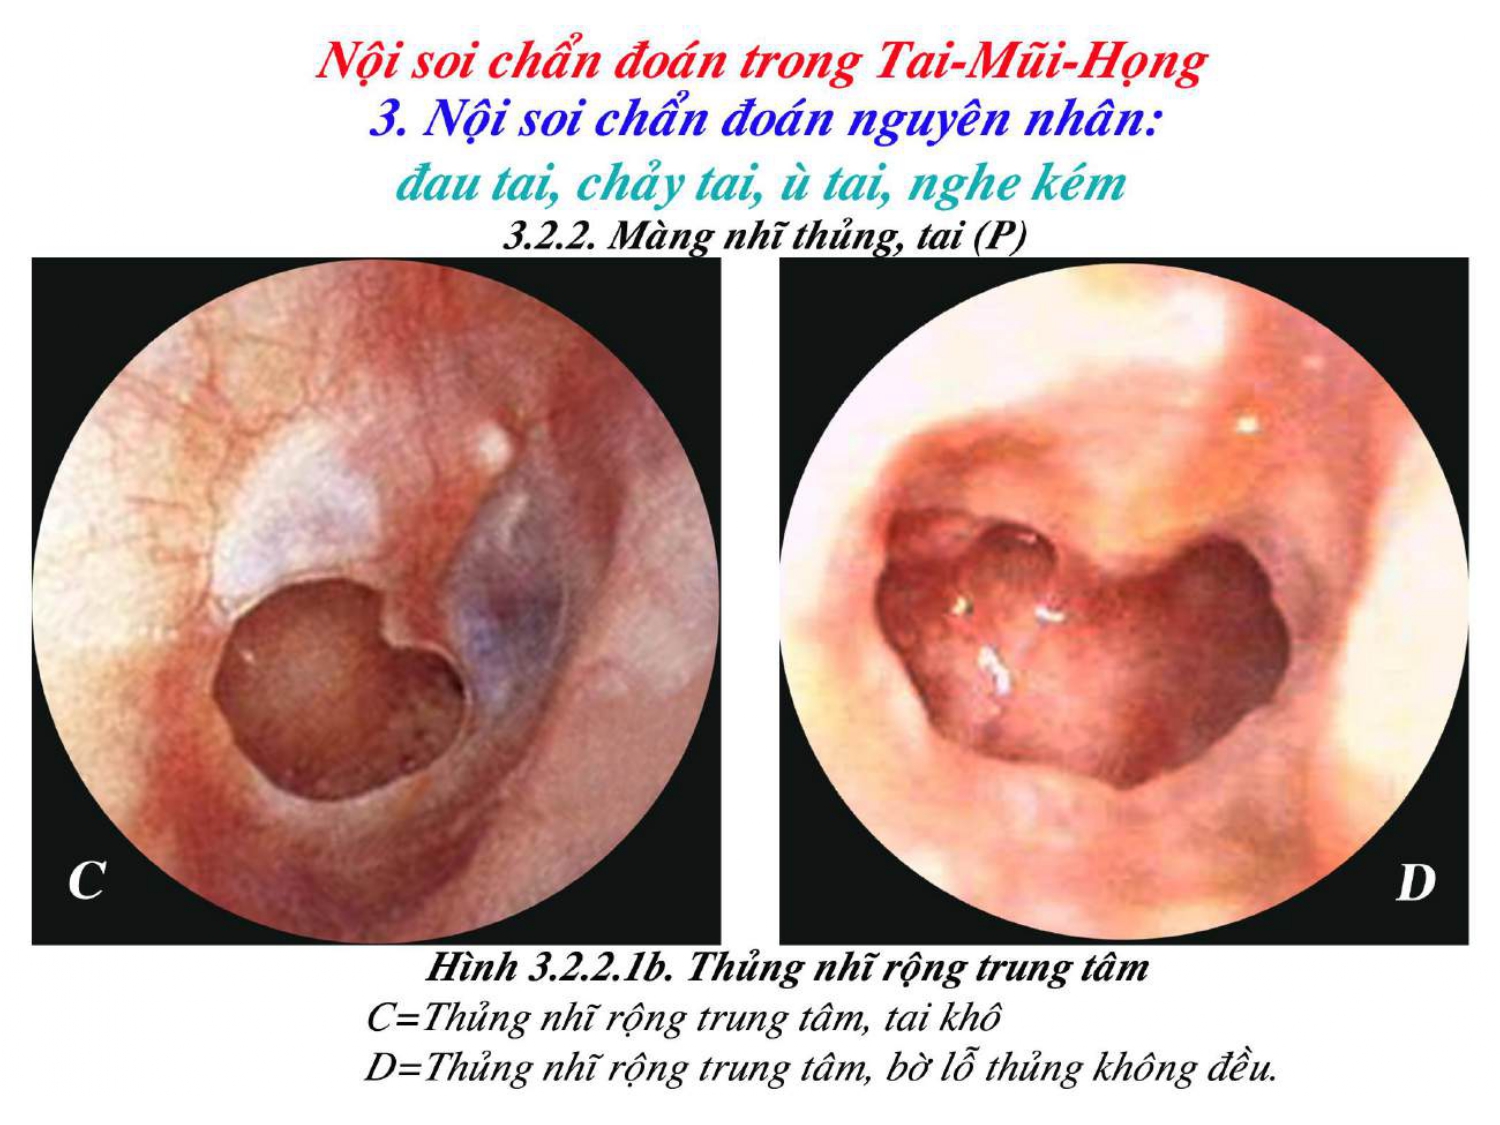 Nội soi chẩn đoán trong Tai-Mũi-Họng
3. Nội soi chẩn đoán nguyên nhân:
đau tai, chảy tai, ù tai, nghe kém
3.2.2. Màng nhĩ thủng, tai (P)
C
D
Hình 3.2.2.1b. Thủng nhĩ rộng trung tâm
C=Thủng nhĩ rộng trung tâm, tai khô
D=Thủng nhĩ rộng trung tâm, bờ lỗ thủng không đều.